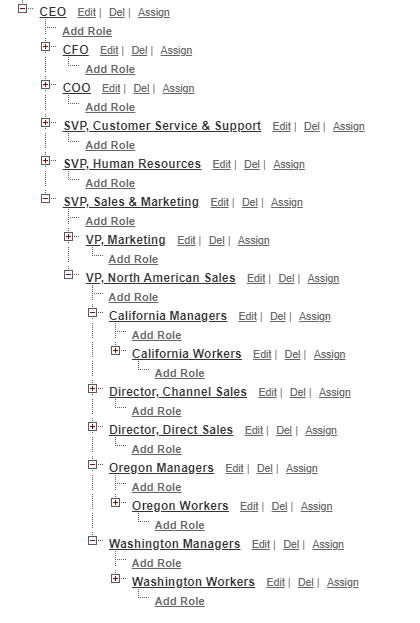 CEO Edit | Del | Assign
Add Role
CFO Edit | Del | Assign
Add Role
COO Edit | Del | Assign
Add Role
SVP, Customer Service & Support Edit | Del | Assign
Add Role
SVP, Human Resources Edit | Del | Assign
Add Role
SVP, Sales & Marketing Edit | Del | Assign
Add Role
VP, Marketing Edit | Del | Assign
Add Role
VP, North American Sales Edit | Del | Assign
Add Role
California Managers Edit | Del | Assign
Add Role
California Workers Edit | Del | Assign
Add Role
Director, Channel Sales Edit | Del | Assign
Add Role
Director, Direct Sales Edit | Del | Assign
Add Role
Oregon Managers Edit | Del | Assign
Add Role
Oregon Workers Edit | Del | Assign
Add Role
Washington Managers Edit | Del | Assign
Add Role
Washington Workers Edit | Del | Assign
Add Role